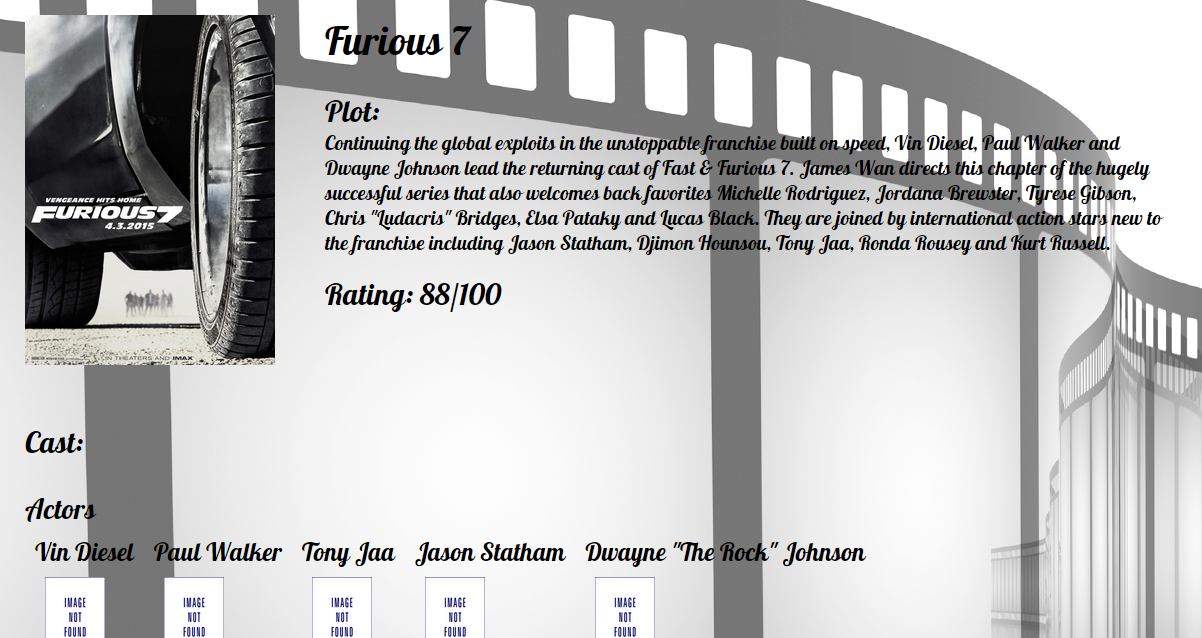 Furious 7
VENGEANCE HITS HOME
FURIOUS 7
4.3.2015
IN THEATERS AND IMAX
Plot:
Continuing the global exploits in the unstoppable franchise built on speed, Vin Diesel, Paul Walker and
Dwayne Johnson lead the returning cast of Fast & Furious 7. James Wan directs this chapter of the hugely
successful series that also welcomes back favorites Michelle Rodriguez, Jordana Brewster, Tyrese Gibson,
Chris "Ludacris" Bridges, Elsa Pataky and Lucas Black. They are joined by international action stars new to
the franchise including Jason Statham, Djimon Hounsou, Tony Jaa, Ronda Rousey and Kurt Russell.
Rating: 88/100
Cast:
Actors
Vin Diesel Paul Walker Tony Jaa Jason Statham Dwayne "The Rock" Johnson
IMAGE IMAGE IMAGE IMAGE IMAGE
NOT NOT NOT NOT NOT
FOUND FOUND FOUND FOUND FOUND